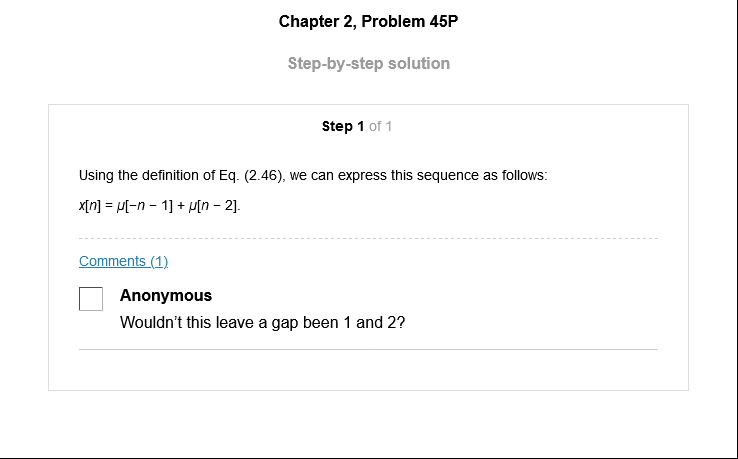 Chapter 2, Problem 45P
Step-by-step solution
Step 1 of 1
Using the definition of Eq. (2.46), we can express this sequence as follows:
x[n] = μ[−n − 1] + μ[n − 2].
Comments (1)
Anonymous
Wouldn’t this leave a gap been 1 and 2?